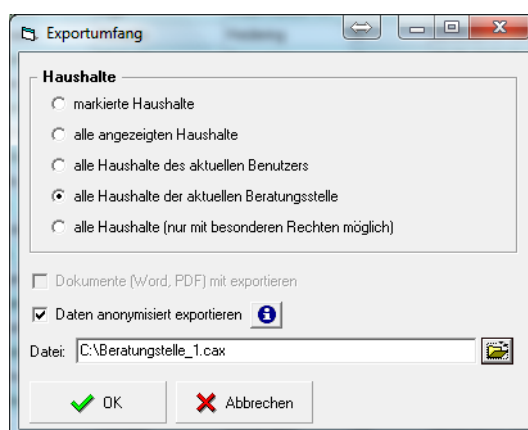 Exportumfang
Haushalte
markierte Haushalte
alle angezeigten Haushalte
alle Haushalte des aktuellen Benutzers
alle Haushalte der aktuellen Beratungsstelle
alle Haushalte (nur mit besonderen Rechten möglich)
Dokumente (Word, PDF) mit exportieren
Daten anonymisiert exportieren
Datei: C:\Beratungstelle_1.cax
OK Abbrechen